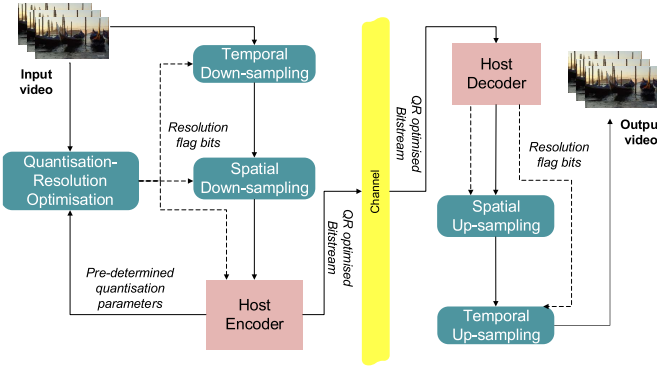 Input
video
Temporal
Down-sampling
Resolution
flag bits
Quantisation-
Resolution
Optimisation
Spatial
Down-sampling
Pre-determined
quantisation
parameters
Host
Encoder
QR optimised
Bitstream
Channel
QR optimised
Bitstream
Host
Decoder
Resolution
flag bits
Spatial
Up-sampling
Temporal
Up-sampling
Output
video